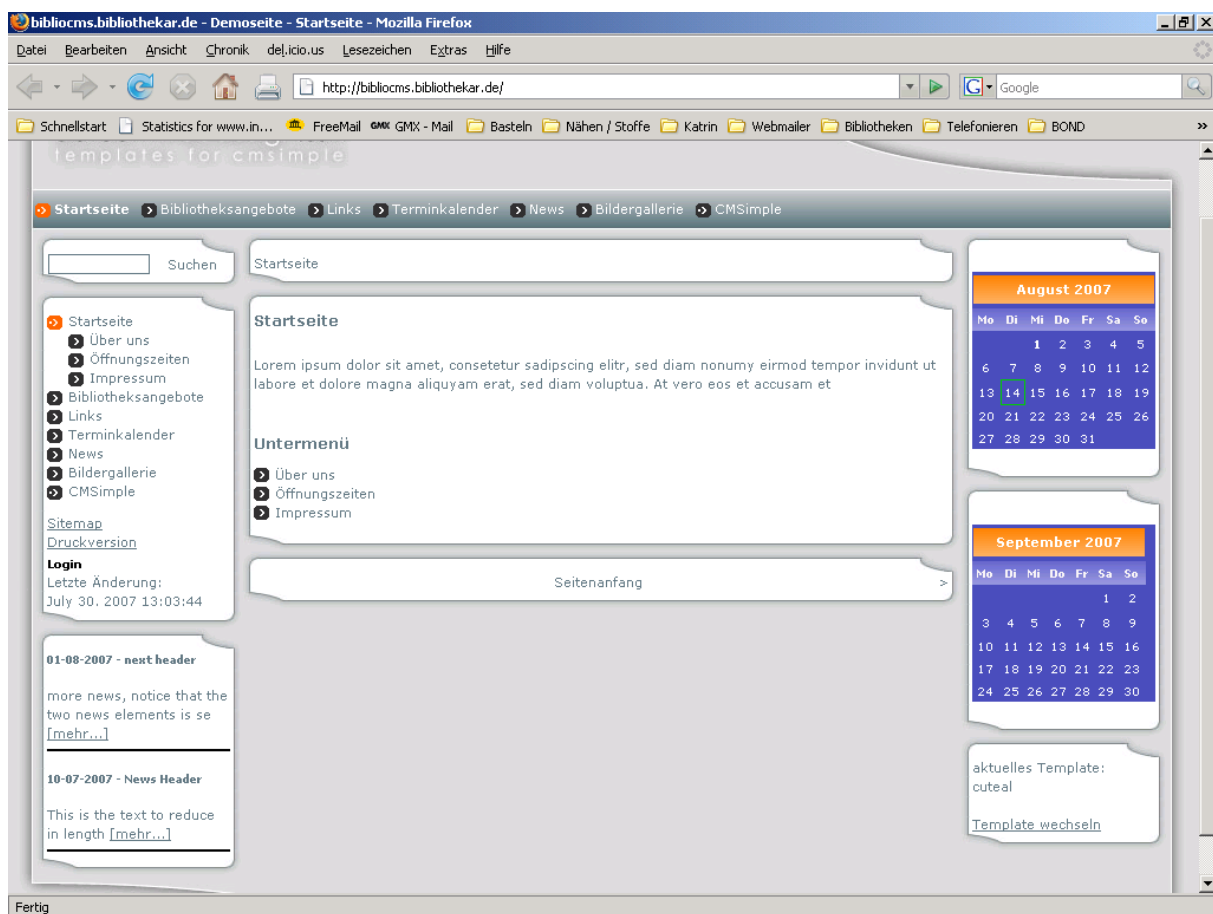 bibliocms.bibliothekar.de - Demoseite - Startseite - Mozilla Firefox
Datei Bearbeiten Ansicht Chronik del.icio.us Lesezeichen Extras Hilfe
http://bibliocms.bibliothekar.de/
Google
Schnellstart Statistics for www.in... FreeMail GMX GMX - Mail Basteln Nähen / Stoffe Katrin Webmailer Bibliotheken Telefonieren BOND »
templates for cmsimple
Startseite Bibliotheksangebote Links Terminkalender News Bildergallerie CMSimple
Suchen
Startseite
Über uns
Öffnungszeiten
Impressum
Bibliotheksangebote
Links
Terminkalender
News
Bildergallerie
CMSimple
Sitemap
Druckversion
Login
Letzte Änderung:
July 30. 2007 13:03:44
01-08-2007 - next header
more news, notice that the
two news elements is se
[mehr...]
10-07-2007 - News Header
This is the text to reduce
in length [mehr...]
Startseite
Startseite
Lorem ipsum dolor sit amet, consetetur sadipscing elitr, sed diam nonumy eirmod tempor invidunt ut
labore et dolore magna aliquyam erat, sed diam voluptua. At vero eos et accusam et
Untermenü
Über uns
Öffnungszeiten
Impressum
Seitenanfang >
August 2007
Mo Di Mi Do Fr Sa So
1 2 3 4 5
6 7 8 9 10 11 12
13 14 15 16 17 18 19
20 21 22 23 24 25 26
27 28 29 30 31
September 2007
Mo Di Mi Do Fr Sa So
1 2
3 4 5 6 7 8 9
10 11 12 13 14 15 16
17 18 19 20 21 22 23
24 25 26 27 28 29 30
aktuelles Template:
cuteal
Template wechseln
Fertig